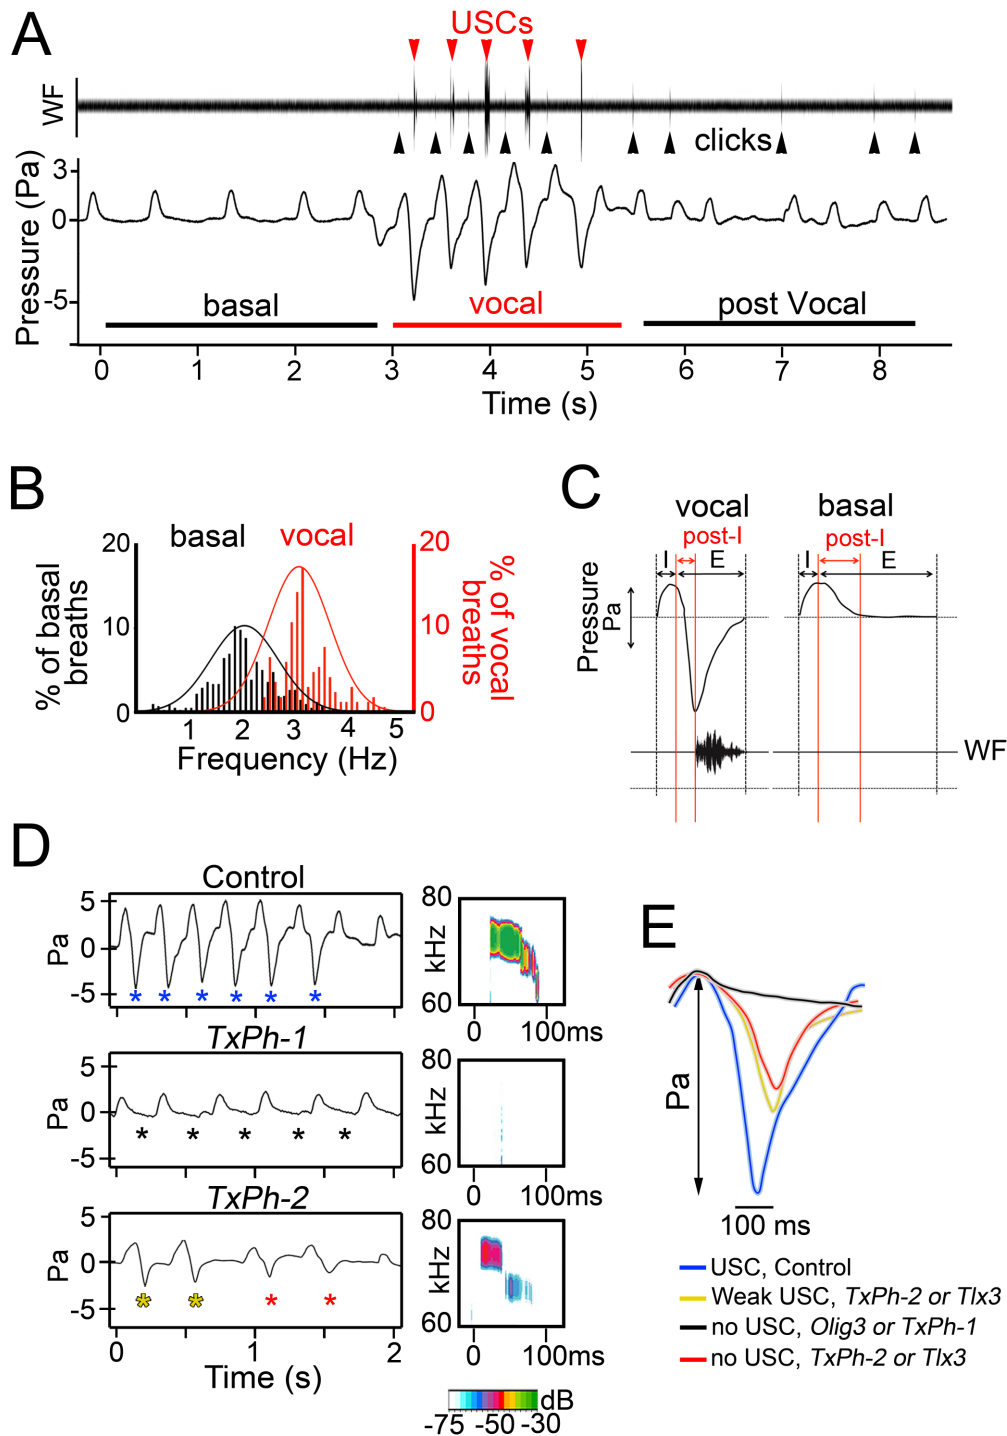 A
USCs
WF
clicks
Pressure (Pa)
3
0
-5
basal
vocal
post Vocal
0 1 2 3 4 5 6 7 8
Time (s)
B
basal
vocal
% of basal
breaths
20
10
0
20
10
0
% of vocal
breaths
1 2 3 4 5
Frequency (Hz)
C
vocal
basal
post-I
post-I
I
E
I
E
Pressure
Pa
WF
D
Control
Pa
5
0
-5
* * * * * *
kHz
80
60
0 100ms
TxPh-1
Pa
5
0
-5
* * * * *
kHz
80
60
0 100ms
TxPh-2
Pa
5
0
-5
* * * *
0 1 2
Time (s)
kHz
80
60
0 100ms
dB
-75 -50 -30
E
Pa
100 ms
USC, Control
Weak USC, TxPh-2 or Tlx3
no USC, Olig3 or TxPh-1
no USC, TxPh-2 or Tlx3